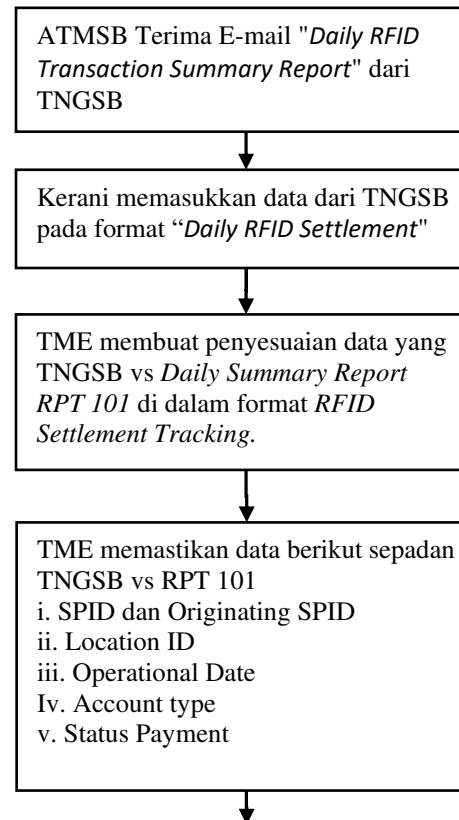 ATMSB Terima E-mail "Daily RFID
Transaction Summary Report" dari
TNGSB
Kerani memasukkan data dari TNGSB
pada format “Daily RFID Settlement"
TME membuat penyesuaian data yang
TNGSB vs Daily Summary Report
RPT 101 di dalam format RFID
Settlement Tracking.
TME memastikan data berikut sepadan
TNGSB vs RPT 101
i. SPID dan Originating SPID
ii. Location ID
iii. Operational Date
Iv. Account type
v. Status Payment